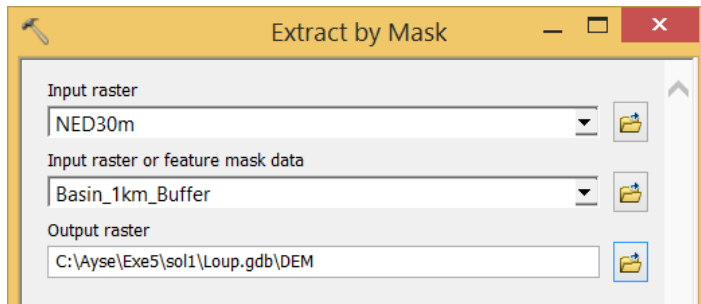 Extract by Mask
Input raster
NED30m
Input raster or feature mask data
Basin_1km_Buffer
Output raster
C:\Ayse\Exe5\sol1\Loup.gdb\DEM